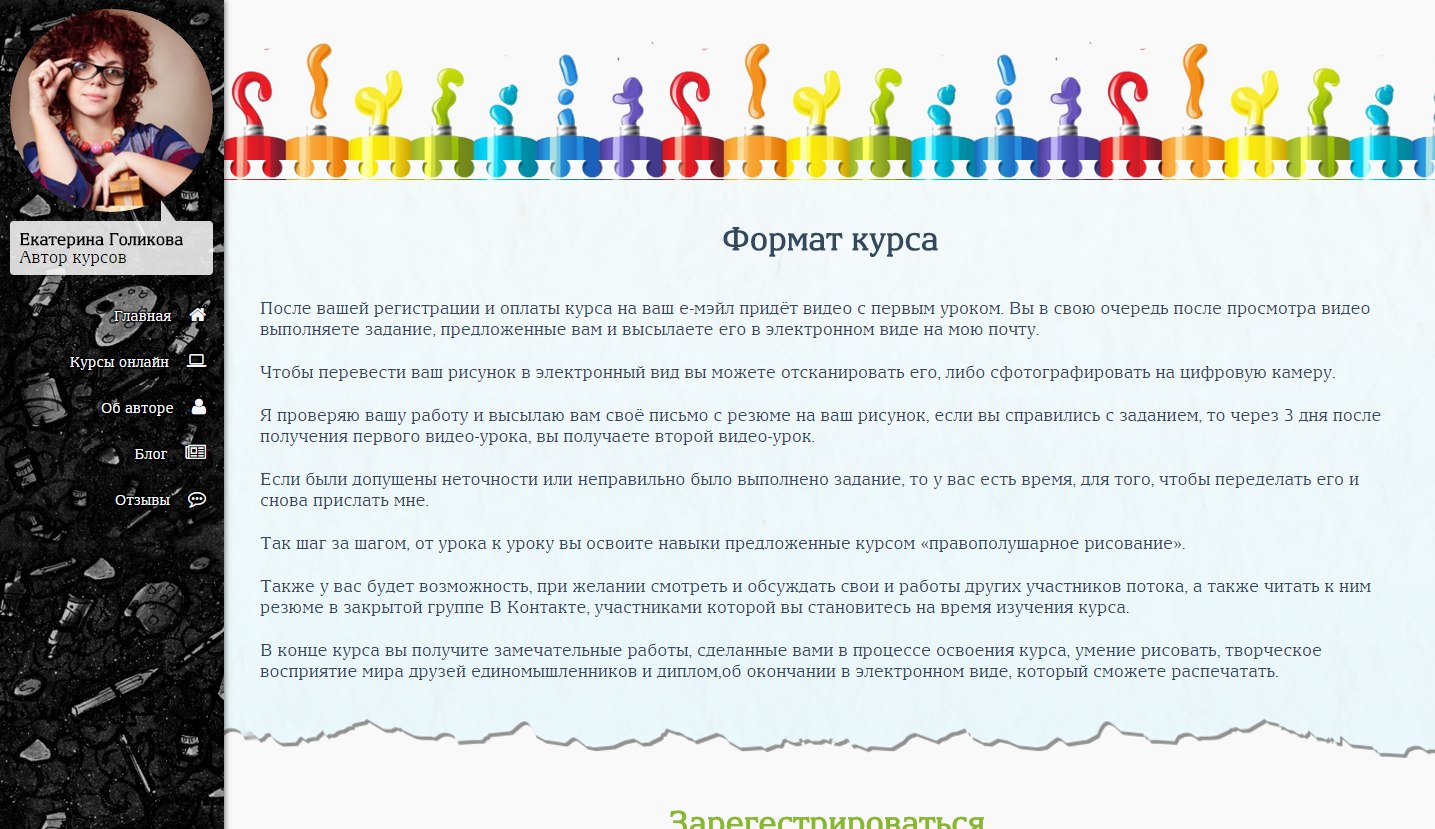 Екатерина Голикова
Автор курсов
Главная
Курсы онлайн
Об авторе
Блог
Отзывы
Формат курса
После вашей регистрации и оплаты курса на ваш е-мэйл придёт видео с первым уроком. Вы в свою очередь после просмотра видео
выполняете задание, предложенные вам и высылаете его в электронном виде на мою почту.
Чтобы перевести ваш рисунок в электронный вид вы можете отсканировать его, либо сфотографировать на цифровую камеру.
Я проверяю вашу работу и высылаю вам своё письмо с резюме на ваш рисунок, если вы справились с заданием, то через 3 дня после
получения первого видео-урока, вы получаете второй видео-урок.
Если были допущены неточности или неправильно было выполнено задание, то у вас есть время, для того, чтобы переделать его и
снова прислать мне.
Так шаг за шагом, от урока к уроку вы освоите навыки предложенные курсом «правополушарное рисование».
Также у вас будет возможность, при желании смотреть и обсуждать свои и работы других участников потока, а также читать к ним
резюме в закрытой группе В Контакте, участниками которой вы становитесь на время изучения курса.
В конце курса вы получите замечательные работы, сделанные вами в процессе освоения курса, умение рисовать, творческое
восприятие мира друзей единомышленников и диплом,об окончании в электронном виде, который сможете распечатать.
Зарегестрироваться